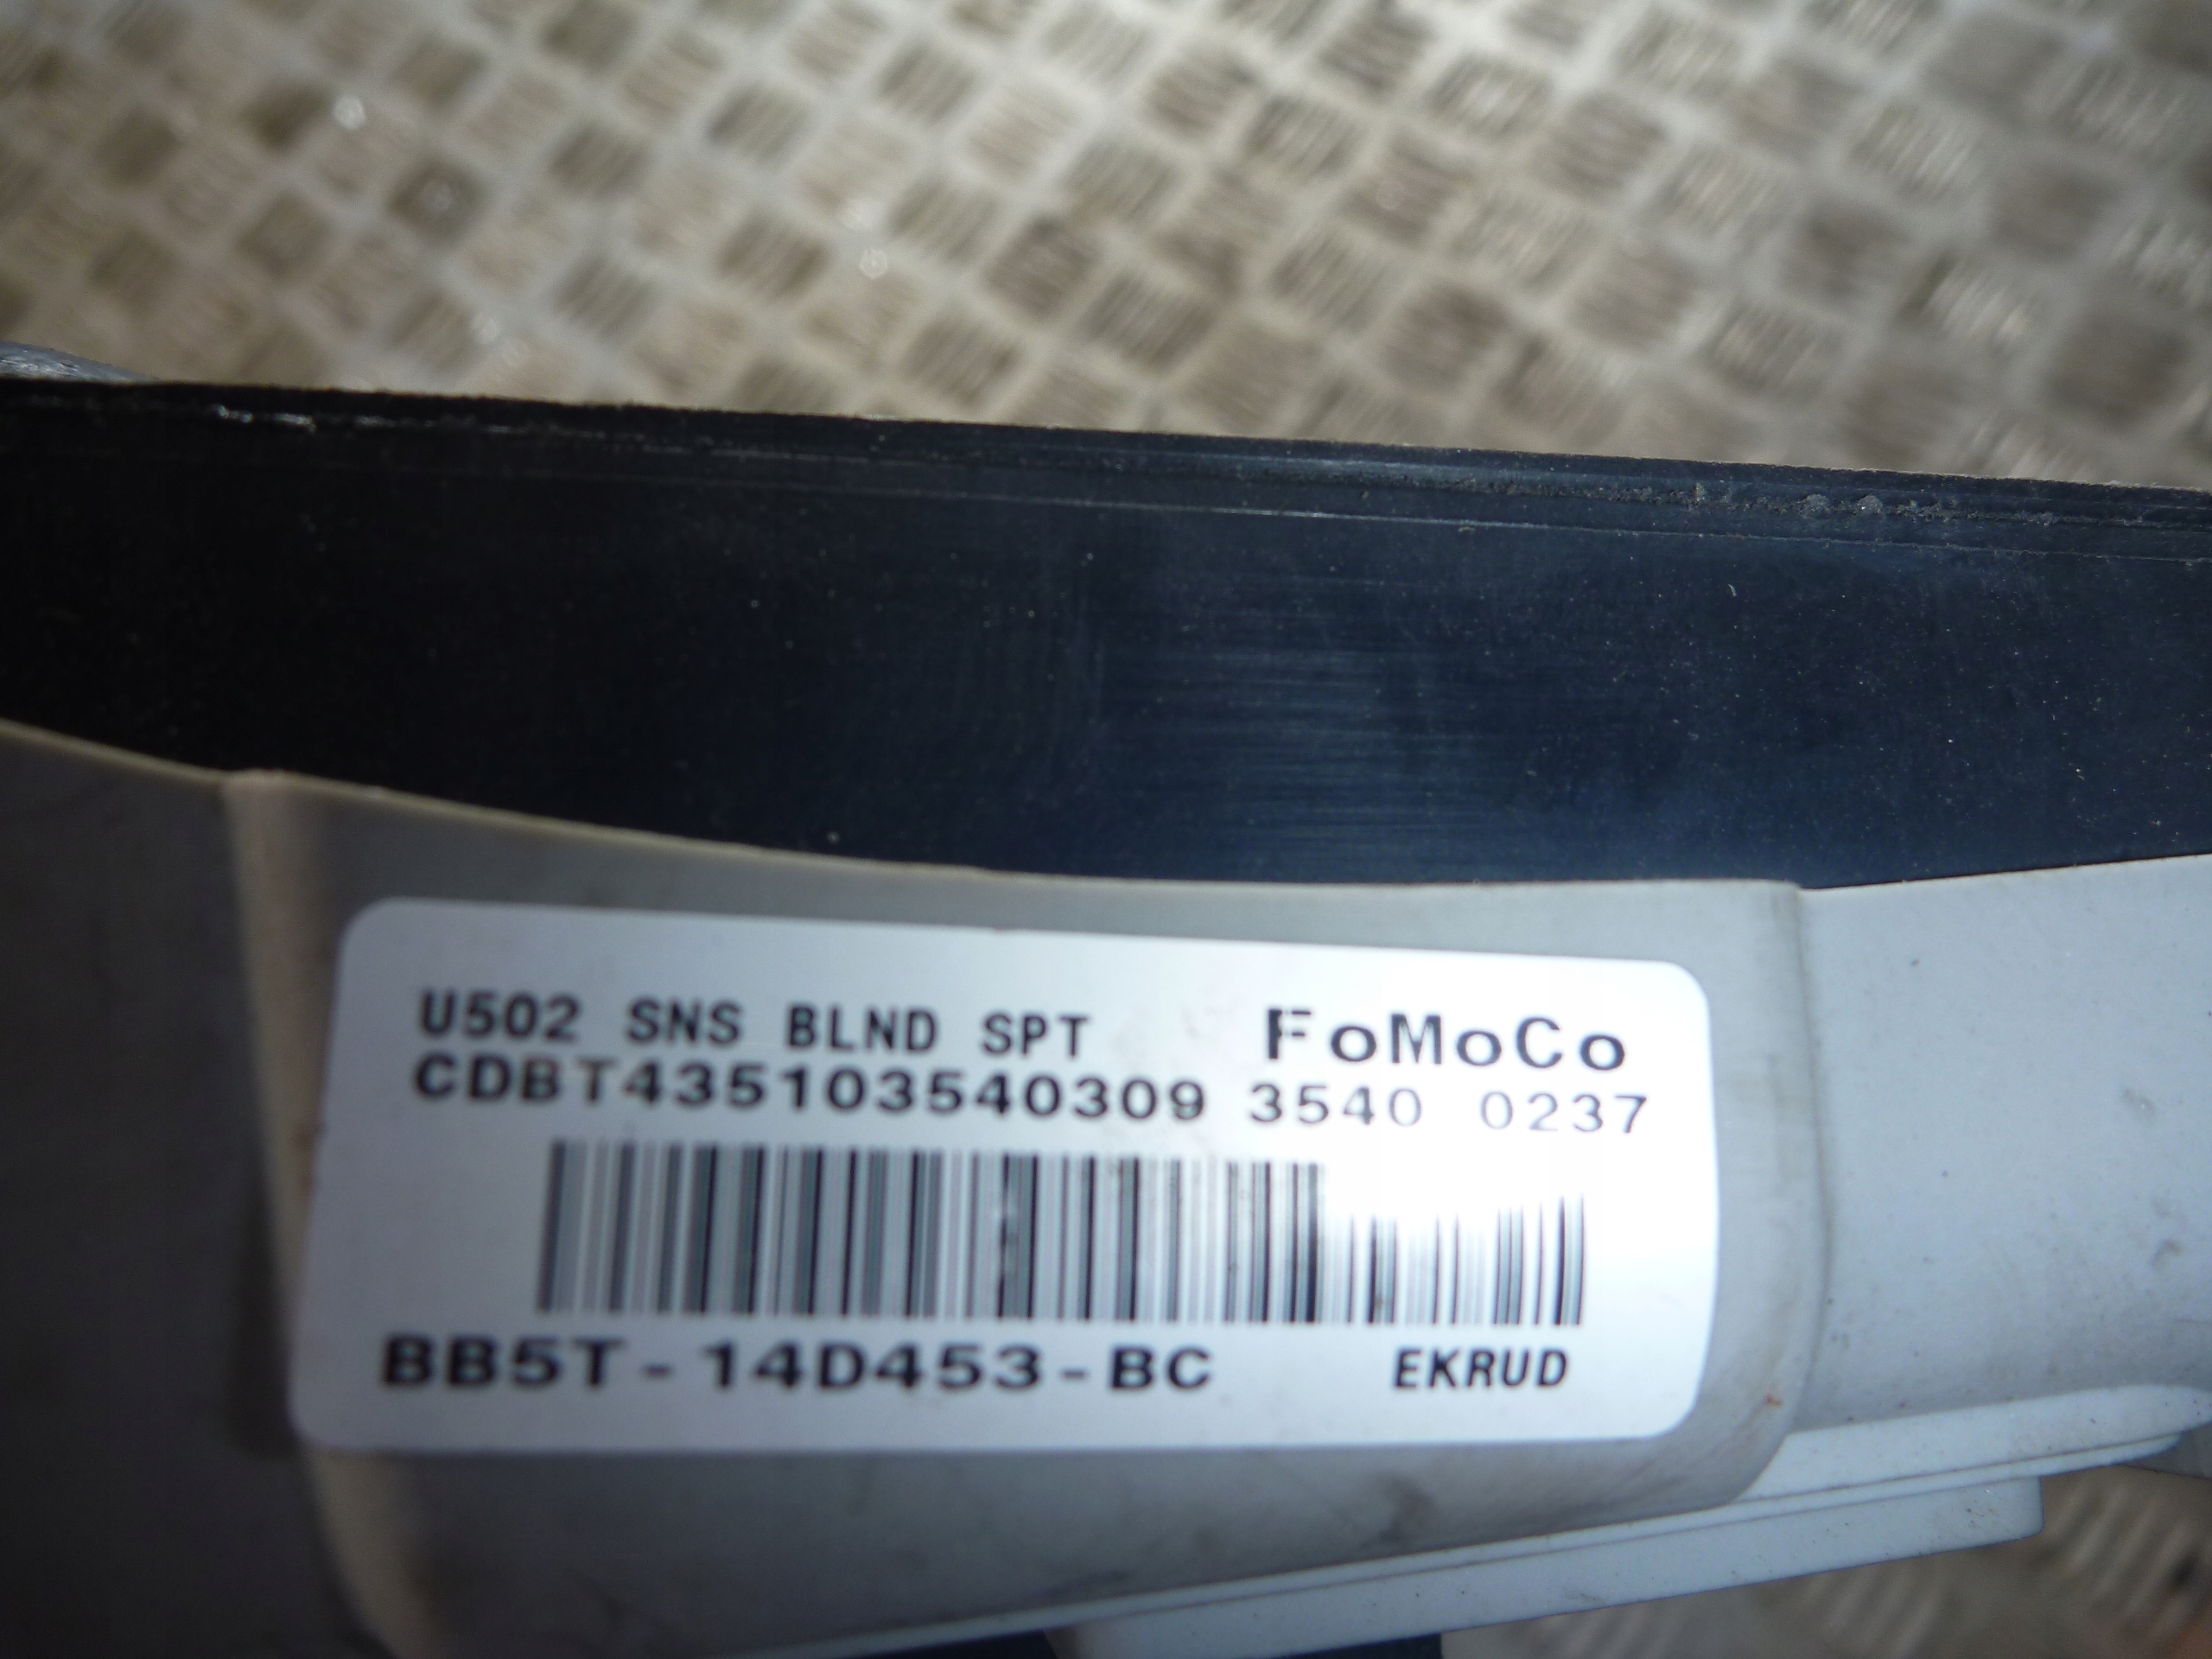 U502 SNS BLND SPT FoMoCo
CDBT435103540309 3540 0237
BB5T-14D453-BC EKRUD